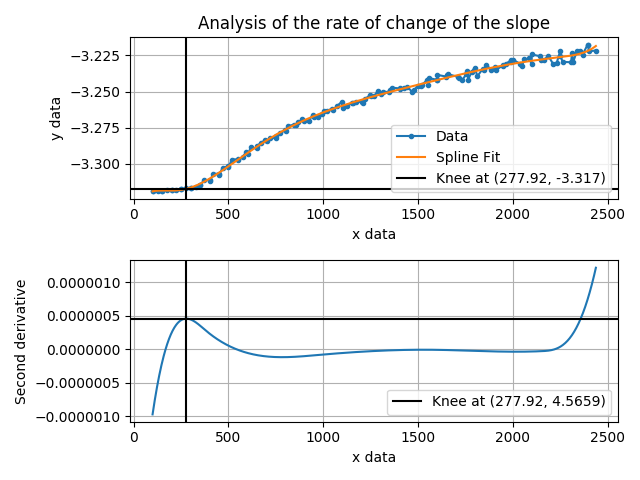 Analysis of the rate of change of the slope
y data
−3.225
−3.250
−3.275
−3.300
Data
Spline Fit
Knee at (277.92, -3.317)
0
500
1000
1500
2000
2500
x data
Second derivative
0.0000010
0.0000005
0.0000000
−0.0000005
−0.0000010
Knee at (277.92, 4.5659)
0
500
1000
1500
2000
2500
x data